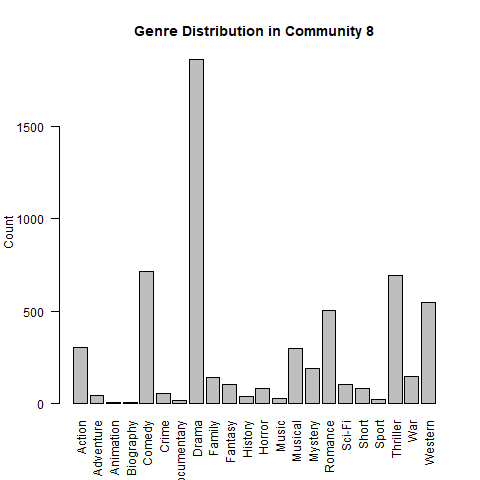 Genre Distribution in Community 8
Count
1500
1000
500
0
Action
Adventure
Animation
Biography
Comedy
Crime
ocumentary
Drama
Family
Fantasy
History
Horror
Music
Musical
Mystery
Romance
Sci-Fi
Short
Sport
Thriller
War
Western